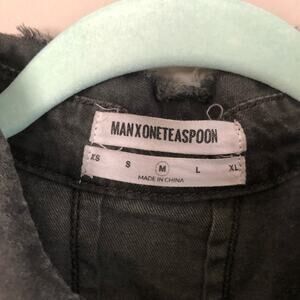 MANXONETEASPOON
XS S M L XL
MADE IN CHINA